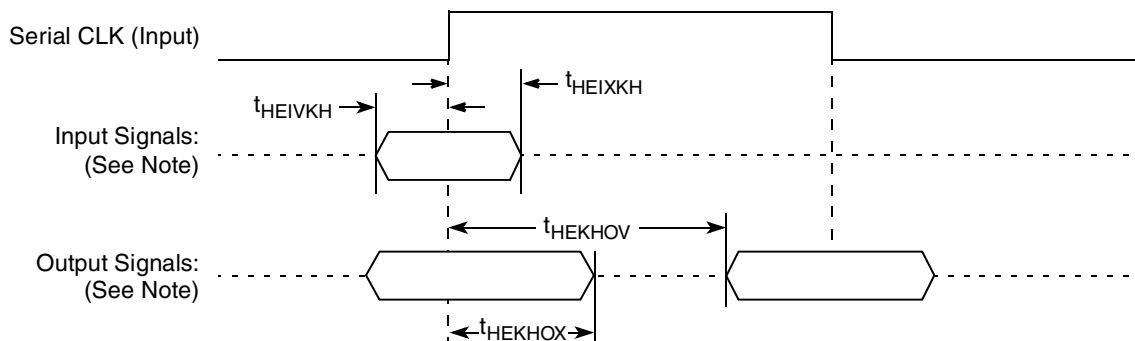 Serial CLK (Input)
tHEIXKH
tHEIVKH
Input Signals:
(See Note)
tHEKHOV
Output Signals:
(See Note)
tHEKHOX